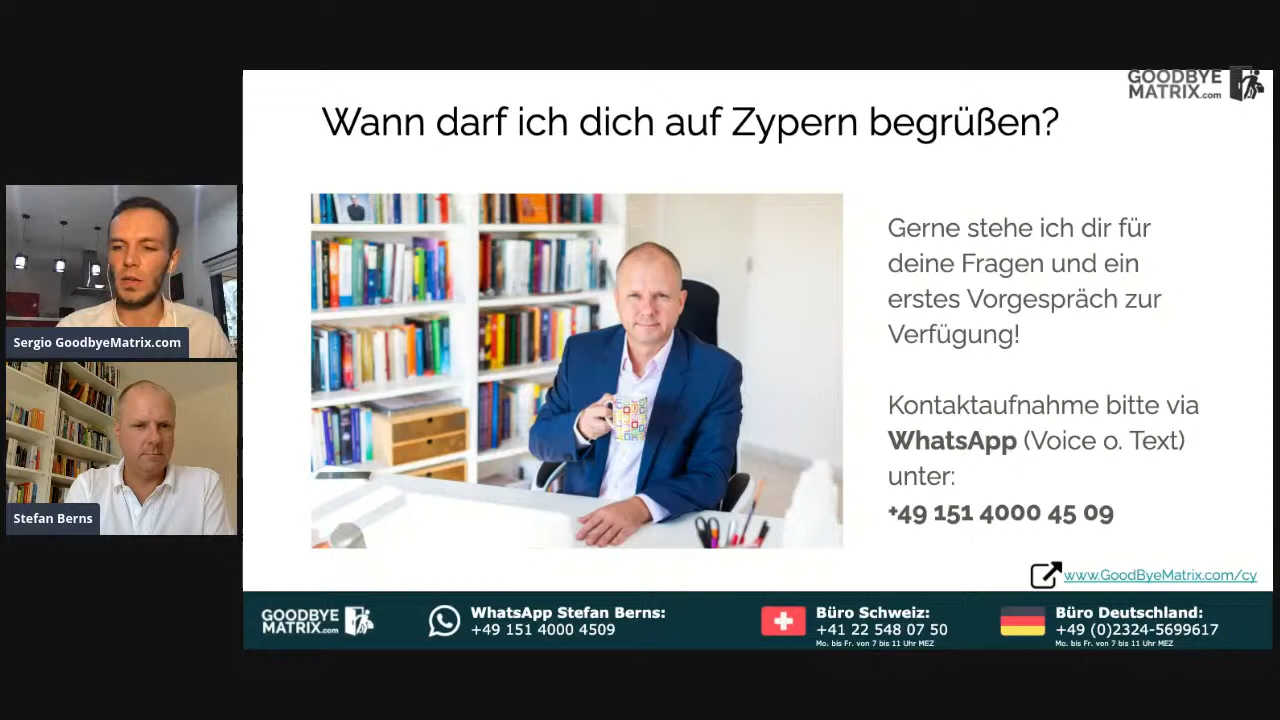 GOODBYE
MATRIX.com
Wann darf ich dich auf Zypern begrüßen?
Gerne stehe ich dir für
deine Fragen und ein
erstes Vorgespräch zur
Verfügung!
Kontaktaufnahme bitte via
WhatsApp (Voice o. Text)
unter:
+49 151 4000 45 09
www.GoodByeMatrix.com/cy
Sergio GoodbyeMatrix.com
Stefan Berns
GOODBYE
MATRIX.com
WhatsApp Stefan Berns:
+49 151 4000 4509
Büro Schweiz:
+41 22 548 07 50
Mo. bis Fr. von 7 bis 11 Uhr MEZ
Büro Deutschland:
+49 (0)2324-5699617
Mo. bis Fr. von 7 bis 11 Uhr MEZ